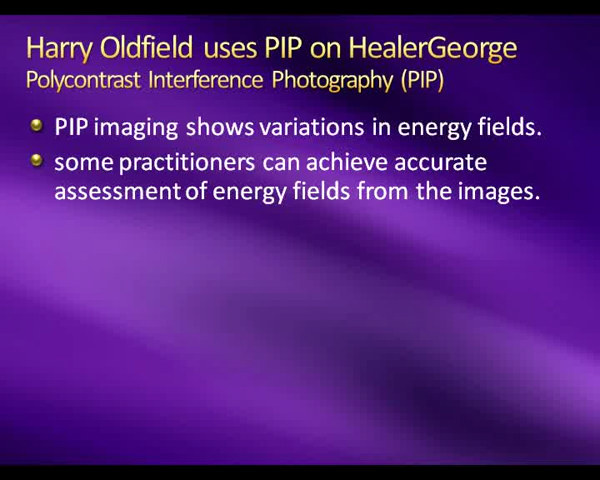 Harry Oldfield uses PIP on HealerGeorge
Polycontrast Interference Photography (PIP)
PIP imaging shows variations in energy fields.
some practitioners can achieve accurate
assessment of energy fields from the images.